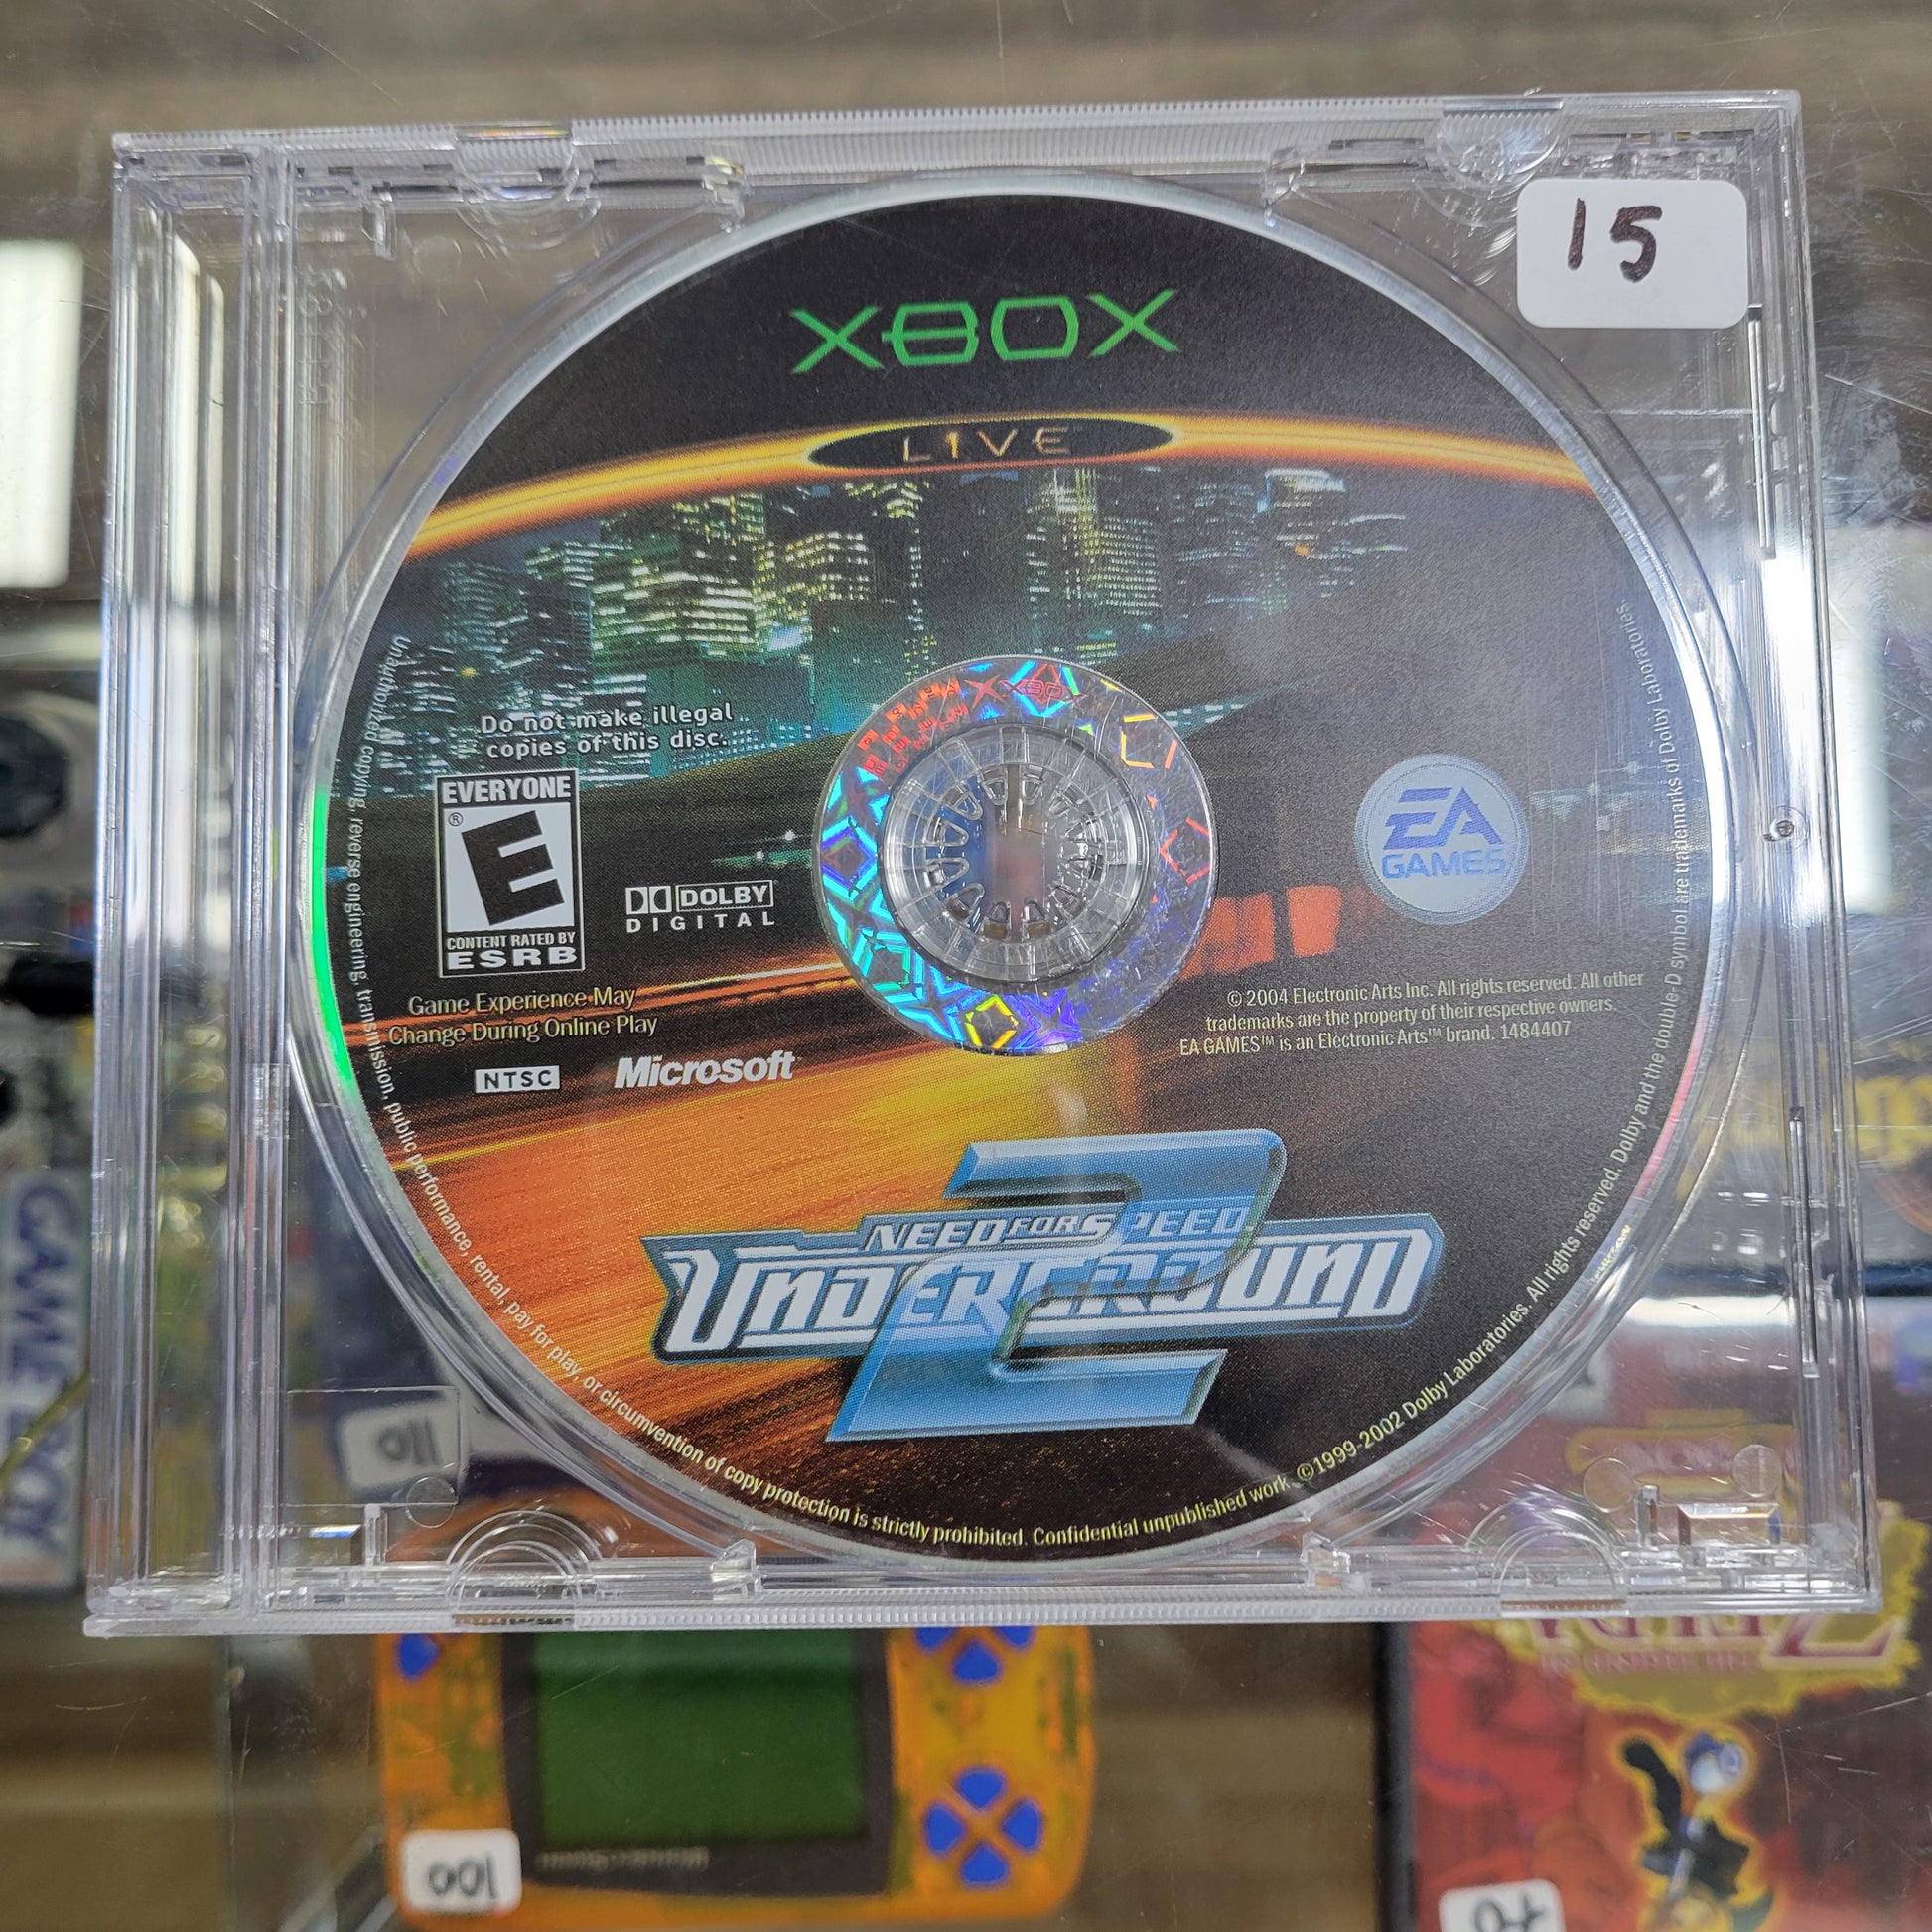 15
XBOX
LIVE
Do not make illegal
copies of this disc.
EVERYONE
E
®
CONTENT RATED BY
ESRB
DOLBY
DIGITAL
Game Experience May
Change During Online Play
NTSC
Microsoft
EA
GAMES
© 2004 Electronic Arts Inc. All rights reserved. All other
trademarks are the property of their respective owners.
EA GAMES™ is an Electronic Arts™ brand. 1484407
NEED FOR SPEED
UNDERGROUND
2
Unauthorized copying, reverse engineering, transmission, public performance, rental, pay for play, or circumvention of copy protection is strictly prohibited. Confidential unpublished work. ©1999-2002 Dolby Laboratories. All rights reserved. Dolby and the double-D symbol are trademarks of Dolby Laboratories.
GAME BOY
110
100
ZELDA